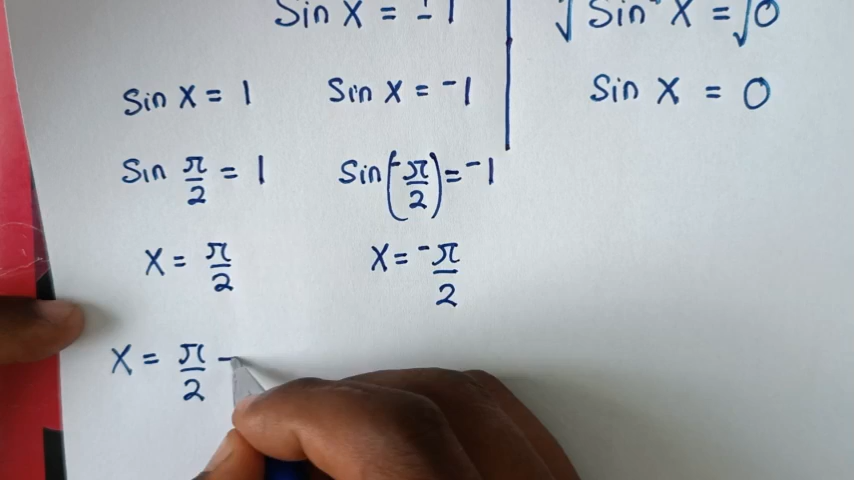 Sin X = ± 1
√Sin² X = √0
Sin X = 1
Sin X = -1
Sin X = 0
Sin π/2 = 1
Sin(-π/2) = -1
X = π/2
X = -π/2
X = π/2 -